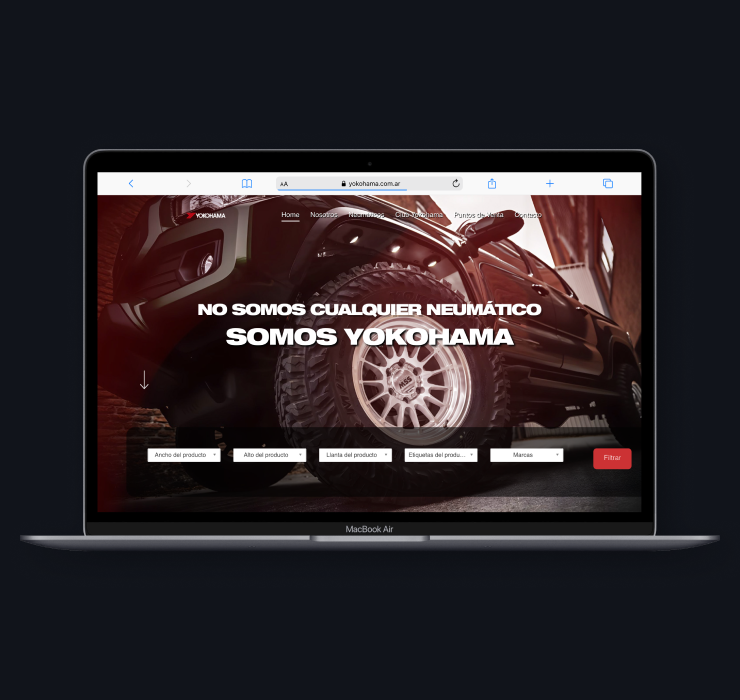 AA yokohama.com.ar
YOKOHAMA Home Nosotros Neumáticos Club Yokohama Puntos de Venta Contacto
NO SOMOS CUALQUIER NEUMÁTICO
SOMOS YOKOHAMA
MSS
Ancho del producto Alto del producto Llanta del producto Etiquetas del produ... Marcas Filtrar
MacBook Air